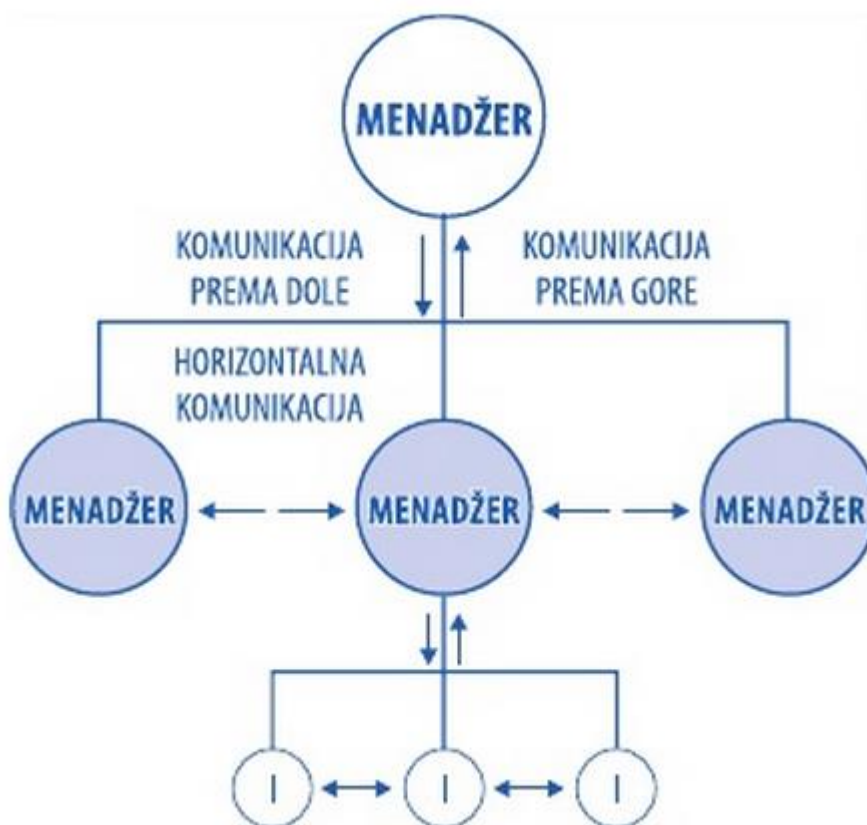 MENADŽER
KOMUNIKACIJA
PREMA DOLE
KOMUNIKACIJA
PREMA GORE
HORIZONTALNA
KOMUNIKACIJA
MENADŽER
MENADŽER
MENADŽER
I
I
I